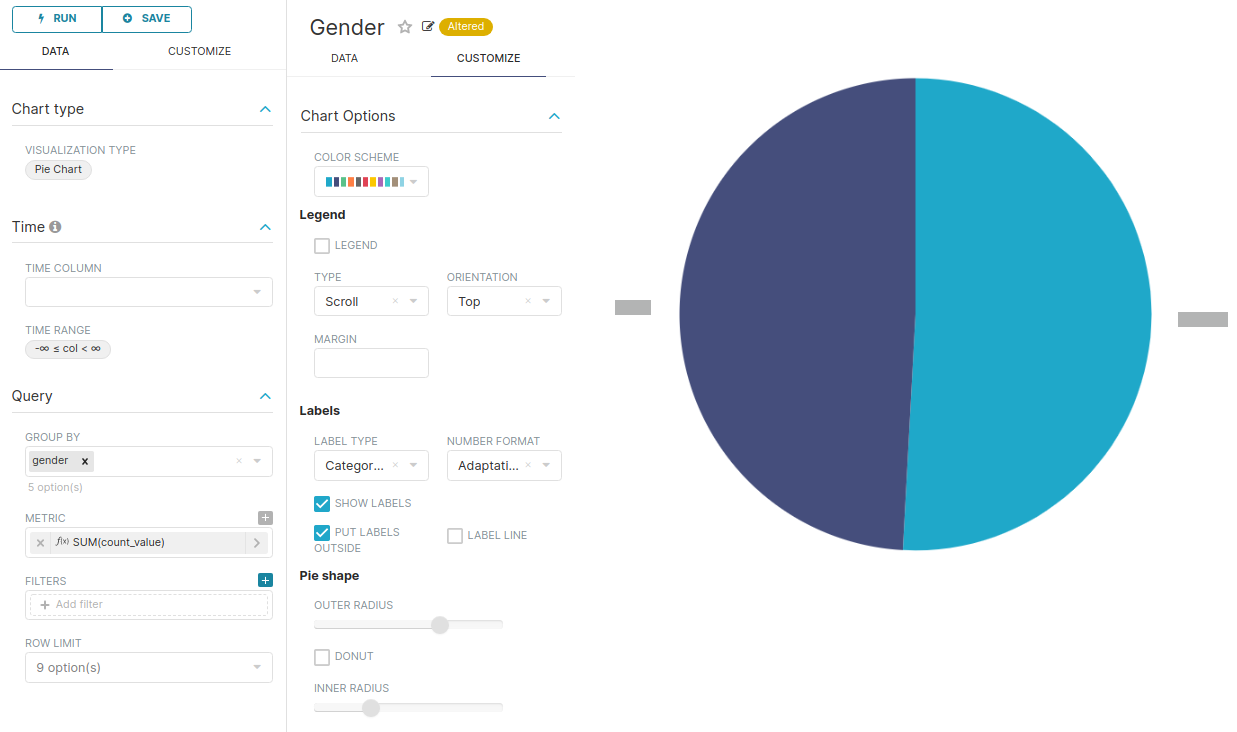 RUN
SAVE
DATA
CUSTOMIZE
Chart type
VISUALIZATION TYPE
Pie Chart
Time
TIME COLUMN
TIME RANGE
-∞ ≤ col < ∞
Query
GROUP BY
gender x
5 option(s)
METRIC
f(x) SUM(count_value)
FILTERS
+ Add filter
ROW LIMIT
9 option(s)
Gender
Altered
DATA
CUSTOMIZE
Chart Options
COLOR SCHEME
Legend
LEGEND
TYPE
ORIENTATION
Scroll
Top
MARGIN
Labels
LABEL TYPE
NUMBER FORMAT
Categor...
Adaptati...
SHOW LABELS
PUT LABELS
OUTSIDE
LABEL LINE
Pie shape
OUTER RADIUS
DONUT
INNER RADIUS